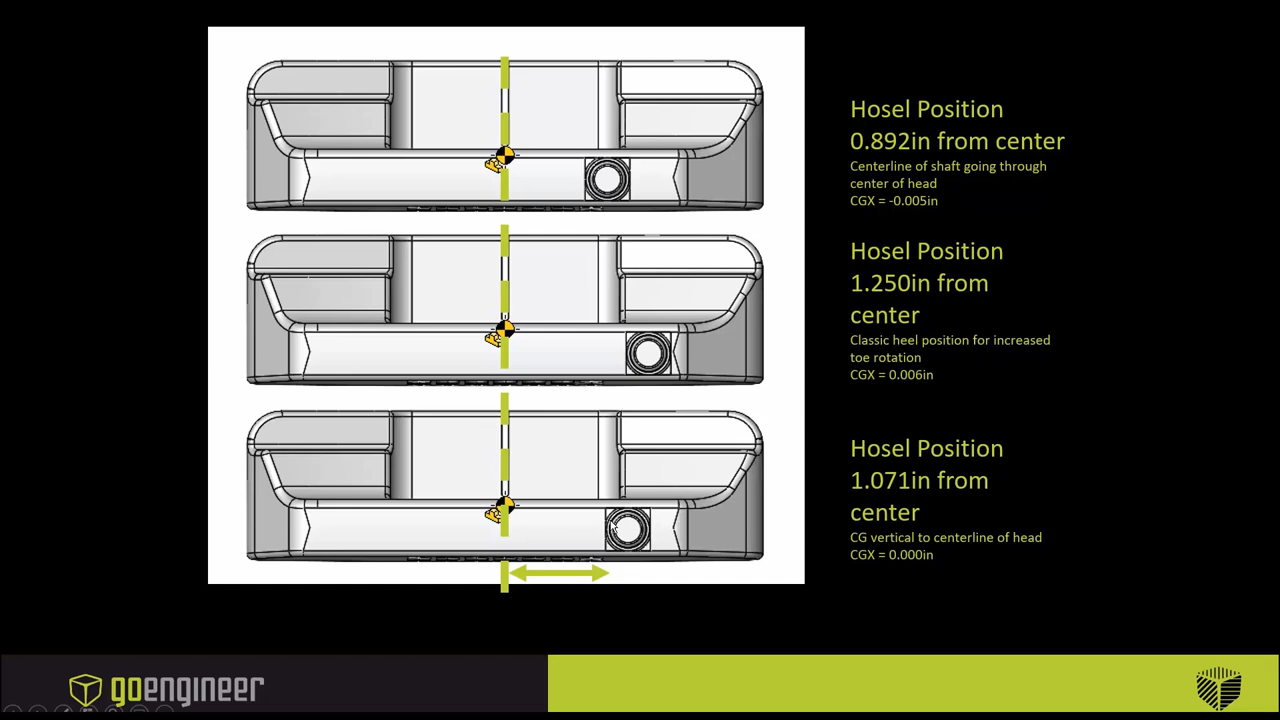 Hosel Position
0.892in from center
Centerline of shaft going through
center of head
CGX = -0.005in
Hosel Position
1.250in from
center
Classic heel position for increased
toe rotation
CGX = 0.006in
Hosel Position
1.071in from
center
CG vertical to centerline of head
CGX = 0.000in
goengineer